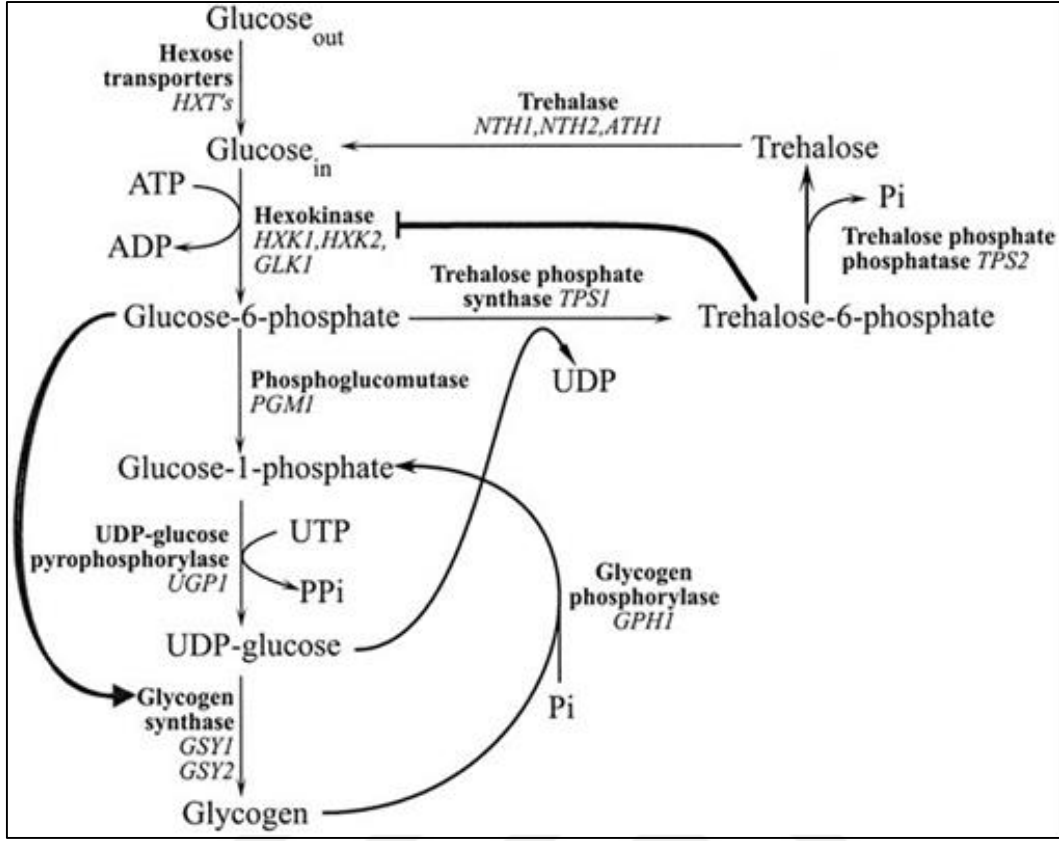 Glucose out
Hexose
transporters
HXT's
Trehalase
NTH1,NTH2,ATH1
Glucose in
Trehalose
ATP
ADP
Hexokinase
HXK1,HXK2,
GLK1
Pi
Trehalose phosphate
phosphatase TPS2
Trehalose phosphate
synthase TPS1
Glucose-6-phosphate
Trehalose-6-phosphate
UDP
Phosphoglucomutase
PGM1
Glucose-1-phosphate
UDP-glucose
pyrophosphorylase
UGP1
UTP
PPi
Glycogen
phosphorylase
GPH1
UDP-glucose
Pi
Glycogen
synthase
GSY1
GSY2
Glycogen